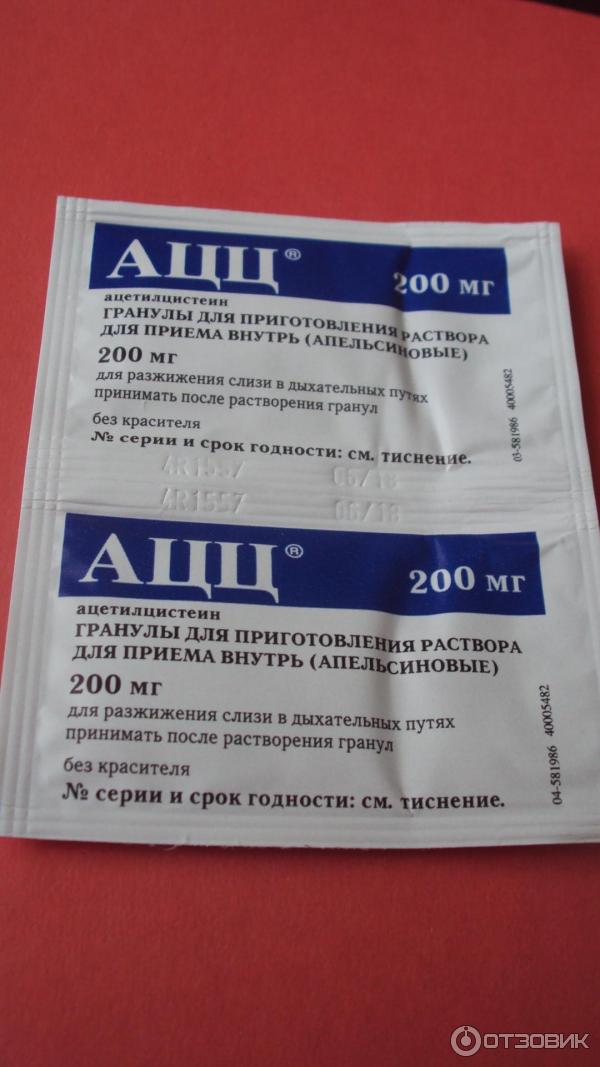 АЦЦ® 200 мг
ацетилцистеин
ГРАНУЛЫ ДЛЯ ПРИГОТОВЛЕНИЯ РАСТВОРА
ДЛЯ ПРИЕМА ВНУТРЬ (АПЕЛЬСИНОВЫЕ)
200 мг
для разжижения слизи в дыхательных путях
принимать после растворения гранул
без красителя
№ серии и срок годности: см. тиснение.
03-581986 40005482
4R1557 06/18
4R1557 06/18
АЦЦ® 200 мг
ацетилцистеин
ГРАНУЛЫ ДЛЯ ПРИГОТОВЛЕНИЯ РАСТВОРА
ДЛЯ ПРИЕМА ВНУТРЬ (АПЕЛЬСИНОВЫЕ)
200 мг
для разжижения слизи в дыхательных путях
принимать после растворения гранул
без красителя
№ серии и срок годности: см. тиснение.
04-581986 40005482
ОТЗОВИК